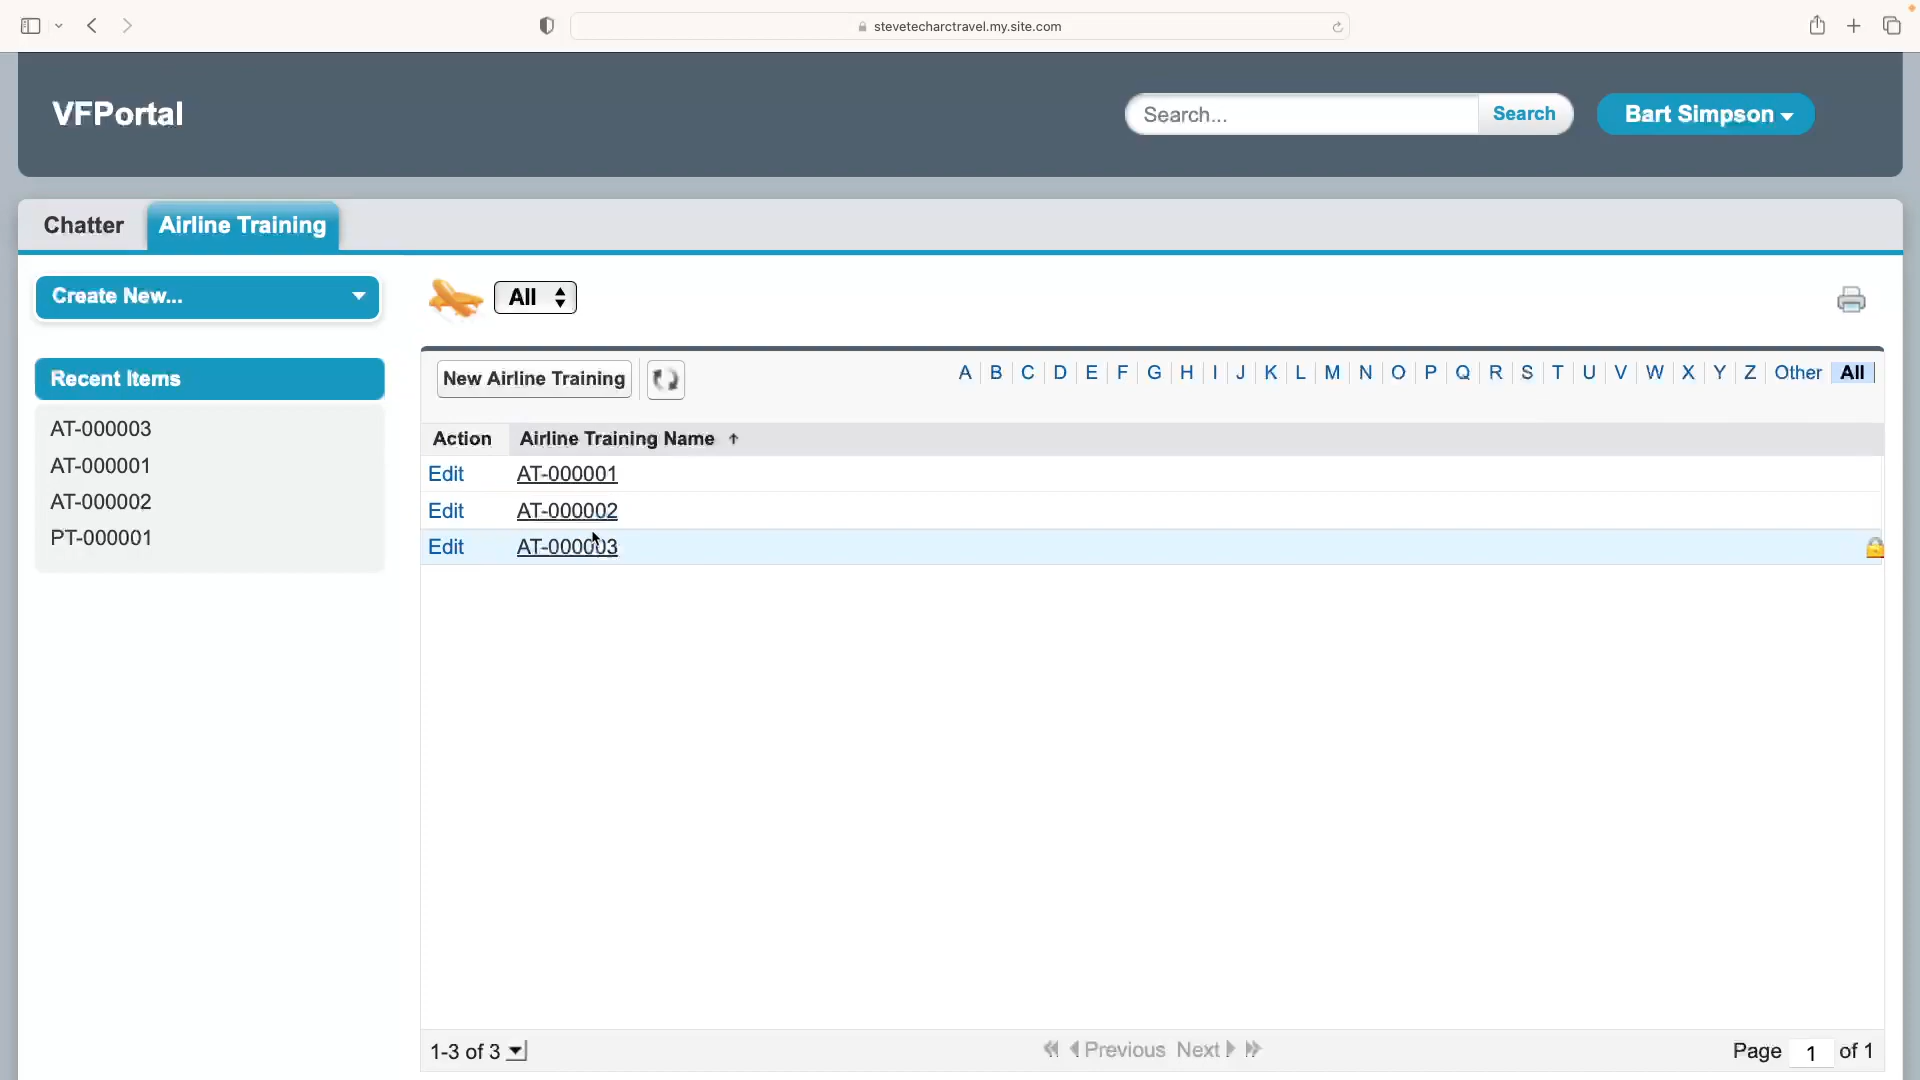 stevetecharctravel.my.site.com
VFPortal
Search...
Search
Bart Simpson
Chatter
Airline Training
Create New...
All
Recent Items
AT-000003
AT-000001
AT-000002
PT-000001
New Airline Training
A B C D E F G H I J K L M N O P Q R S T U V W X Y Z Other All
Action Airline Training Name
Edit AT-000001
Edit AT-000002
Edit AT-000003
1-3 of 3
Previous Next
Page 1 of 1